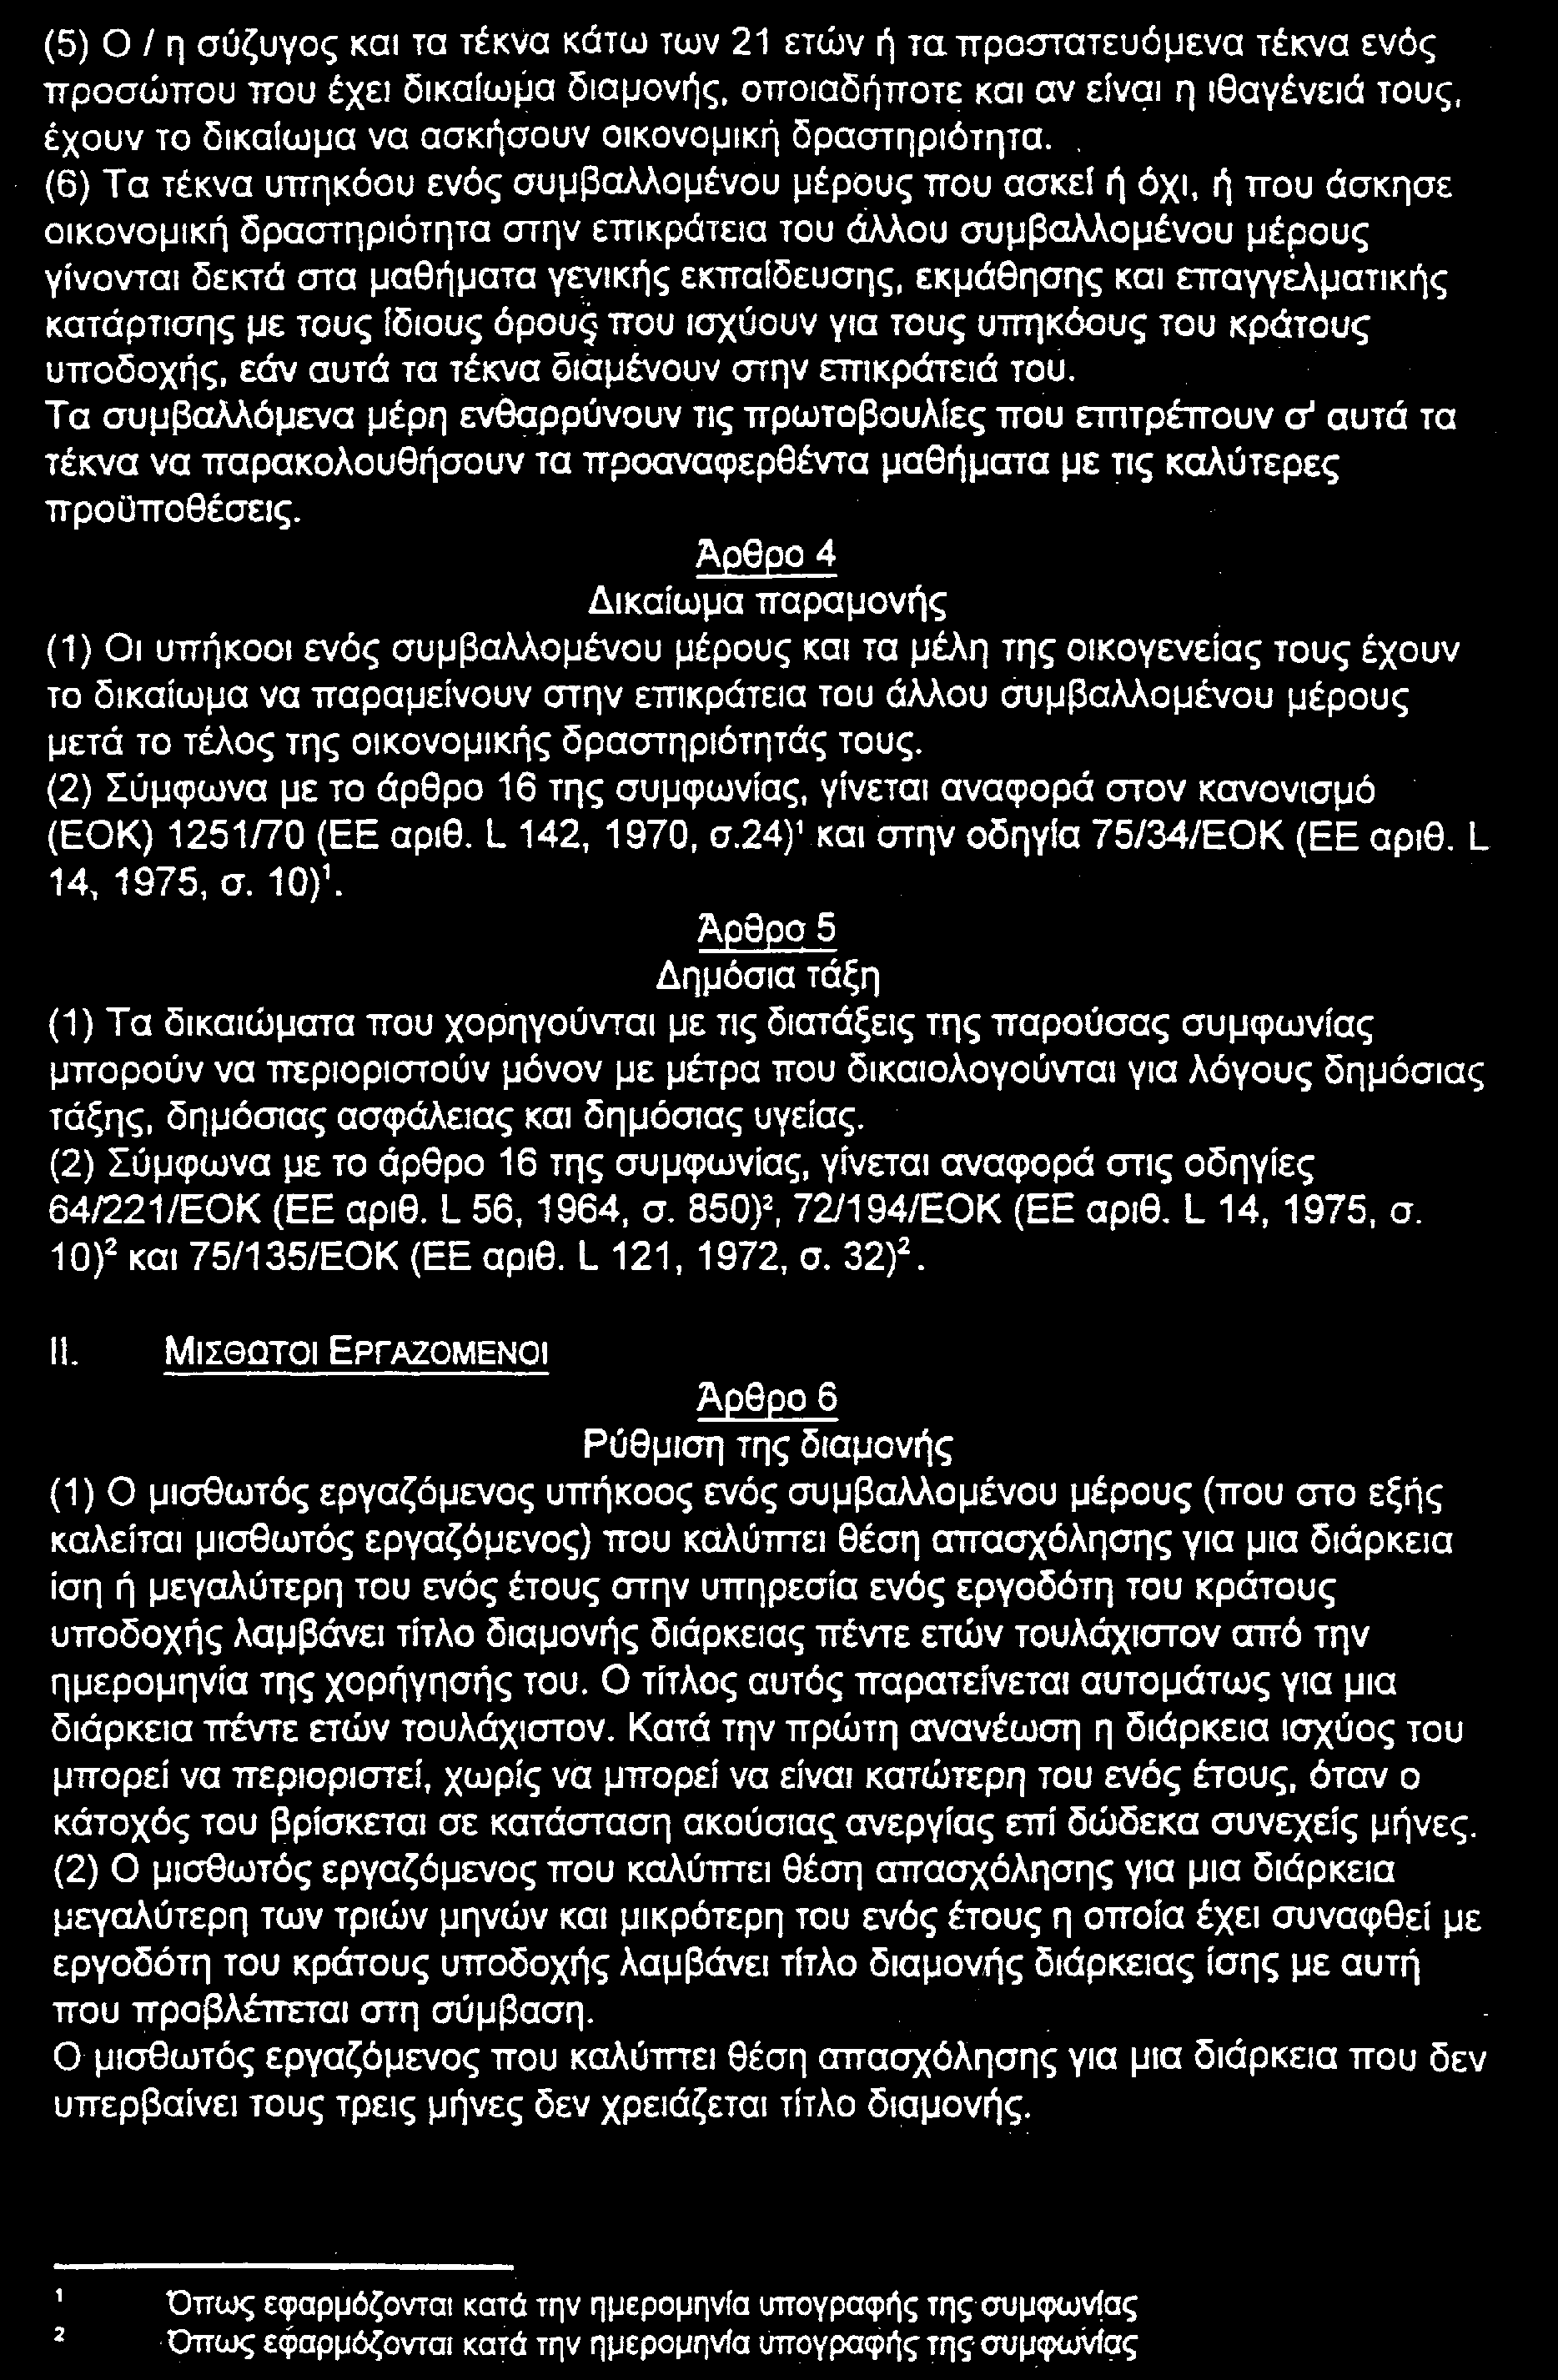 (5) Ο / η σύζυγος και τα τέκνα κάτω των 21 ετών ή τα προστατευόμενα τέκνα ενός
προσώπου που έχει δικαίωμα διαμονής, οποιαδήποτε και αν είναι η ιθαγένειά τους,
έχουν το δικαίωμα να ασκήσουν οικονομική δραστηριότητα.
(6) Τα τέκνα υπηκόου ενός συμβαλλομένου μέρους που ασκεί ή όχι, ή που άσκησε
οικονομική δραστηριότητα στην επικράτεια του άλλου συμβαλλομένου μέρους
γίνονται δεκτά στα μαθήματα γενικής εκπαίδευσης, εκμάθησης και επαγγελματικής
κατάρτισης με τους ίδιους όρους που ισχύουν για τους υπηκόους του κράτους
υποδοχής, εάν αυτά τα τέκνα διαμένουν στην επικράτειά του.
Τα συμβαλλόμενα μέρη ενθαρρύνουν τις πρωτοβουλίες που επιτρέπουν σ' αυτά τα
τέκνα να παρακολουθήσουν τα προαναφερθέντα μαθήματα με τις καλύτερες
προϋποθέσεις.
Άρθρο 4
Δικαίωμα παραμονής
(1) Οι υπήκοοι ενός συμβαλλομένου μέρους και τα μέλη της οικογενείας τους έχουν
το δικαίωμα να παραμείνουν στην επικράτεια του άλλου συμβαλλομένου μέρους
μετά το τέλος της οικονομικής δραστηριότητάς τους.
(2) Σύμφωνα με το άρθρο 16 της συμφωνίας, γίνεται αναφορά στον κανονισμό
(ΕΟΚ) 1251/70 (ΕΕ αριθ. L 142, 1970, σ.24)¹ και στην οδηγία 75/34/ΕΟΚ (ΕΕ αριθ. L
14, 1975, σ. 10)¹.
Άρθρο 5
Δημόσια τάξη
(1) Τα δικαιώματα που χορηγούνται με τις διατάξεις της παρούσας συμφωνίας
μπορούν να περιοριστούν μόνον με μέτρα που δικαιολογούνται για λόγους δημόσιας
τάξης, δημόσιας ασφάλειας και δημόσιας υγείας.
(2) Σύμφωνα με το άρθρο 16 της συμφωνίας, γίνεται αναφορά στις οδηγίες
64/221/ΕΟΚ (ΕΕ αριθ. L 56, 1964, σ. 850)², 72/194/ΕΟΚ (ΕΕ αριθ. L 14, 1975, σ.
10)² και 75/135/ΕΟΚ (ΕΕ αριθ. L 121, 1972, σ. 32)².
II. ΜΙΣΘΩΤΟΙ ΕΡΓΑΖΟΜΕΝΟΙ
Άρθρο 6
Ρύθμιση της διαμονής
(1) Ο μισθωτός εργαζόμενος υπήκοος ενός συμβαλλομένου μέρους (που στο εξής
καλείται μισθωτός εργαζόμενος) που καλύπτει θέση απασχόλησης για μια διάρκεια
ίση ή μεγαλύτερη του ενός έτους στην υπηρεσία ενός εργοδότη του κράτους
υποδοχής λαμβάνει τίτλο διαμονής διάρκειας πέντε ετών τουλάχιστον από την
ημερομηνία της χορήγησής του. Ο τίτλος αυτός παρατείνεται αυτομάτως για μια
διάρκεια πέντε ετών τουλάχιστον. Κατά την πρώτη ανανέωση η διάρκεια ισχύος του
μπορεί να περιοριστεί, χωρίς να μπορεί να είναι κατώτερη του ενός έτους, όταν ο
κάτοχός του βρίσκεται σε κατάσταση ακούσιας ανεργίας επί δώδεκα συνεχείς μήνες.
(2) Ο μισθωτός εργαζόμενος που καλύπτει θέση απασχόλησης για μια διάρκεια
μεγαλύτερη των τριών μηνών και μικρότερη του ενός έτους η οποία έχει συναφθεί με
εργοδότη του κράτους υποδοχής λαμβάνει τίτλο διαμονής διάρκειας ίσης με αυτή
που προβλέπεται στη σύμβαση.
Ο μισθωτός εργαζόμενος που καλύπτει θέση απασχόλησης για μια διάρκεια που δεν
υπερβαίνει τους τρεις μήνες δεν χρειάζεται τίτλο διαμονής.
¹ Όπως εφαρμόζονται κατά την ημερομηνία υπογραφής της συμφωνίας
² Όπως εφαρμόζονται κατά την ημερομηνία υπογραφής της συμφωνίας